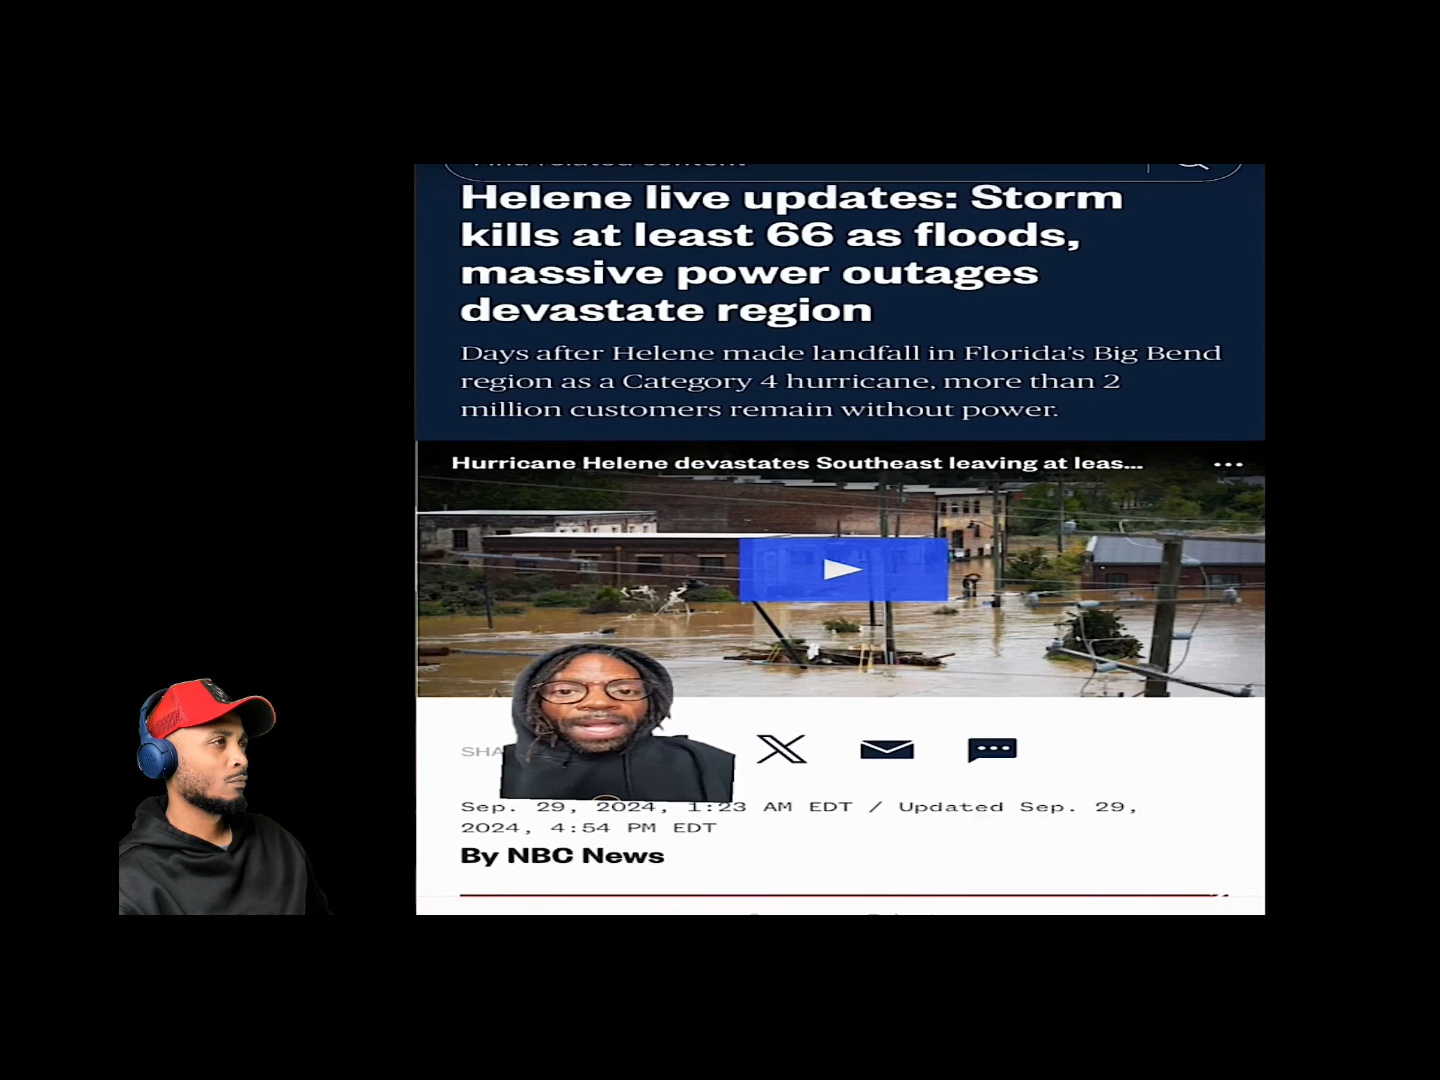 Helene live updates: Storm
kills at least 66 as floods,
massive power outages
devastate region
Days after Helene made landfall in Florida's Big Bend
region as a Category 4 hurricane, more than 2
million customers remain without power.
Hurricane Helene devastates Southeast leaving at leas...
SHA
Sep. 29, 2024, 1:23 AM EDT / Updated Sep. 29,
2024, 4:54 PM EDT
By NBC News